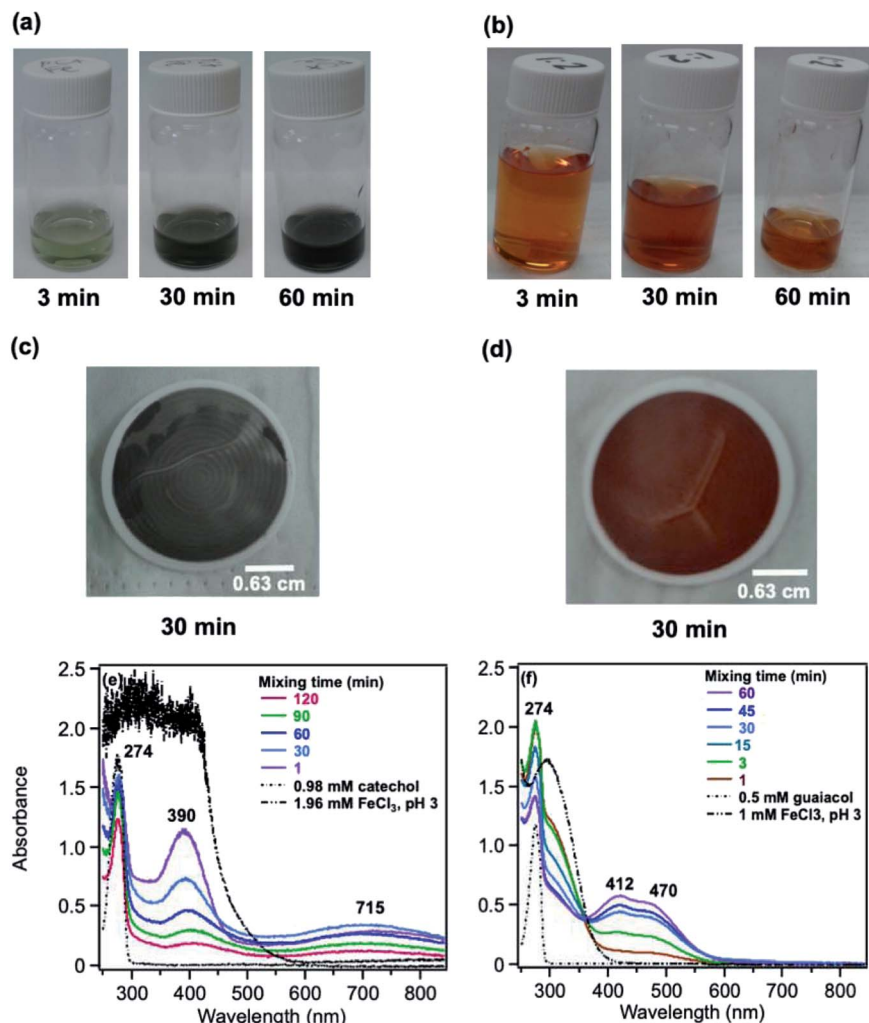 (a)
(b)
3 min
30 min
60 min
3 min
30 min
60 min
(c)
(d)
0.63 cm
0.63 cm
30 min
30 min
(e)
Mixing time (min)
120
90
60
30
1
0.98 mM catechol
1.96 mM FeCl3, pH 3
274
390
715
2.5
2.0
1.5
1.0
0.5
0
Absorbance
300 400 500 600 700 800
Wavelength (nm)
(f)
Mixing time (min)
60
45
30
15
3
1
0.5 mM guaiacol
1 mM FeCl3, pH 3
274
412
470
2.5
2.0
1.5
1.0
0.5
0
300 400 500 600 700 800
Wavelength (nm)